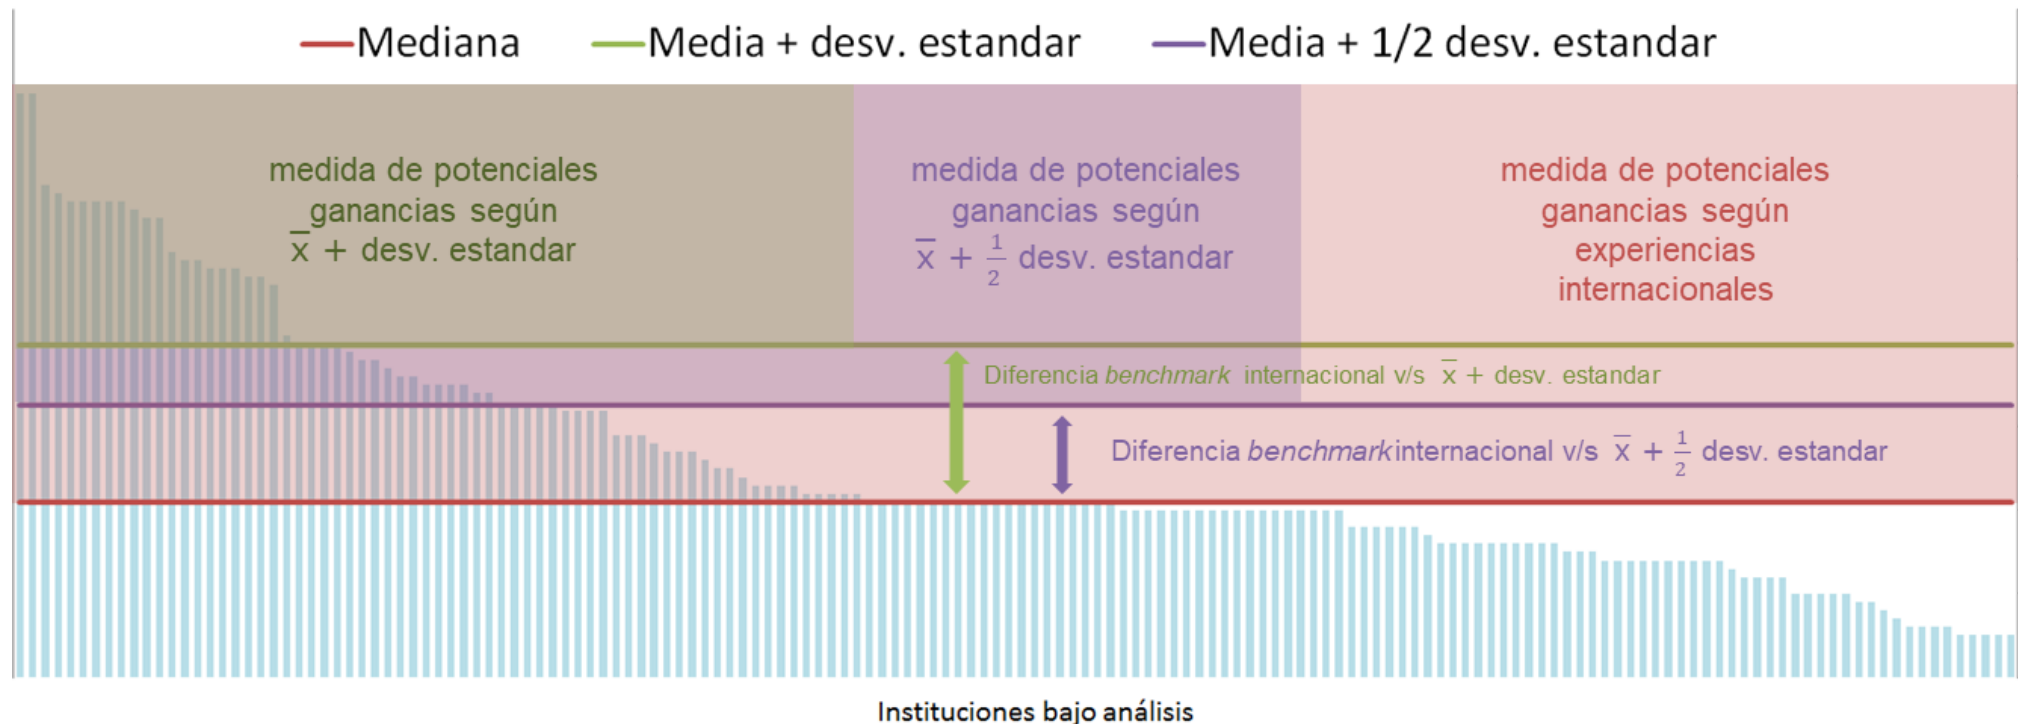 Mediana Media + desv. estandar Media + 1/2 desv. estandar
medida de potenciales
ganancias según
x̅ + desv. estandar
medida de potenciales
ganancias según
x̅ + 1/2 desv. estandar
medida de potenciales
ganancias según
experiencias
internacionales
Diferencia benchmark internacional v/s x̅ + desv. estandar
Diferencia benchmark internacional v/s x̅ + 1/2 desv. estandar
Instituciones bajo análisis